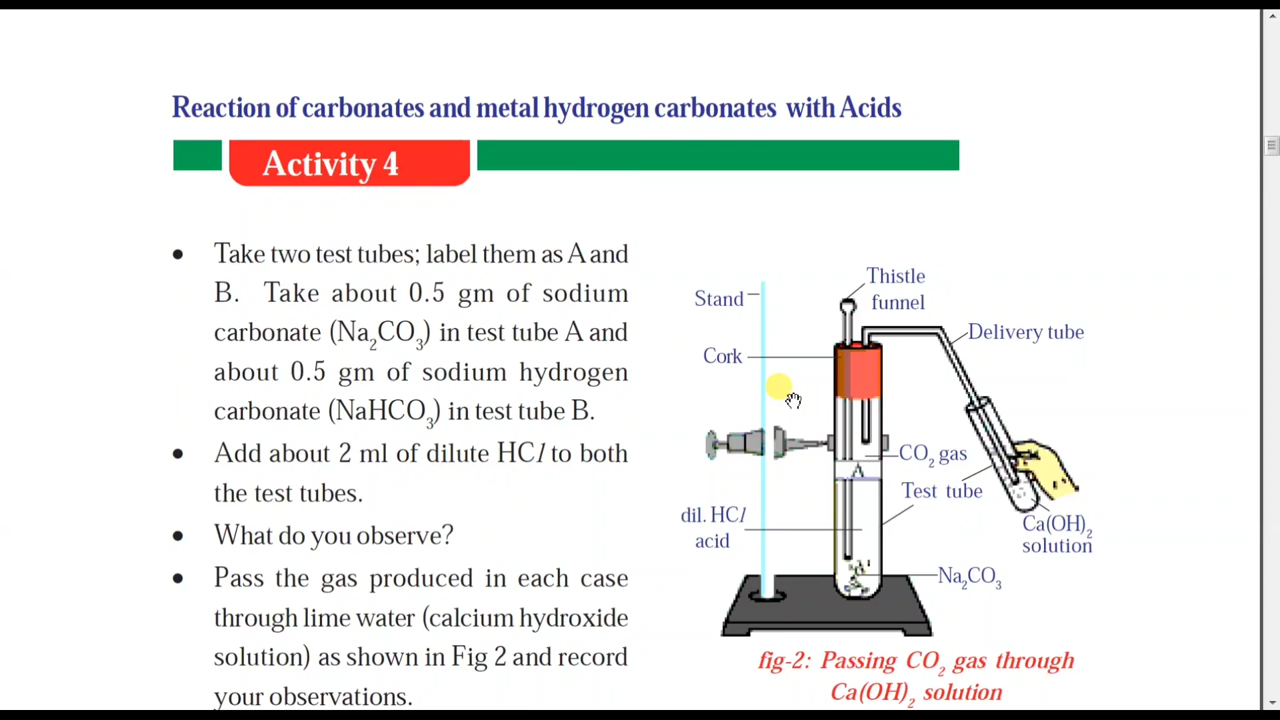 Reaction of carbonates and metal hydrogen carbonates with Acids
Activity 4
• Take two test tubes; label them as A and
B. Take about 0.5 gm of sodium
carbonate (Na₂CO₃) in test tube A and
about 0.5 gm of sodium hydrogen
carbonate (NaHCO₃) in test tube B.
• Add about 2 ml of dilute HCl to both
the test tubes.
• What do you observe?
• Pass the gas produced in each case
through lime water (calcium hydroxide
solution) as shown in Fig 2 and record
your observations.
Thistle
funnel
Stand
Delivery tube
Cork
CO₂ gas
A
Test tube
dil. HCl
acid
Ca(OH)₂
solution
Na₂CO₃
fig-2: Passing CO₂ gas through
Ca(OH)₂ solution